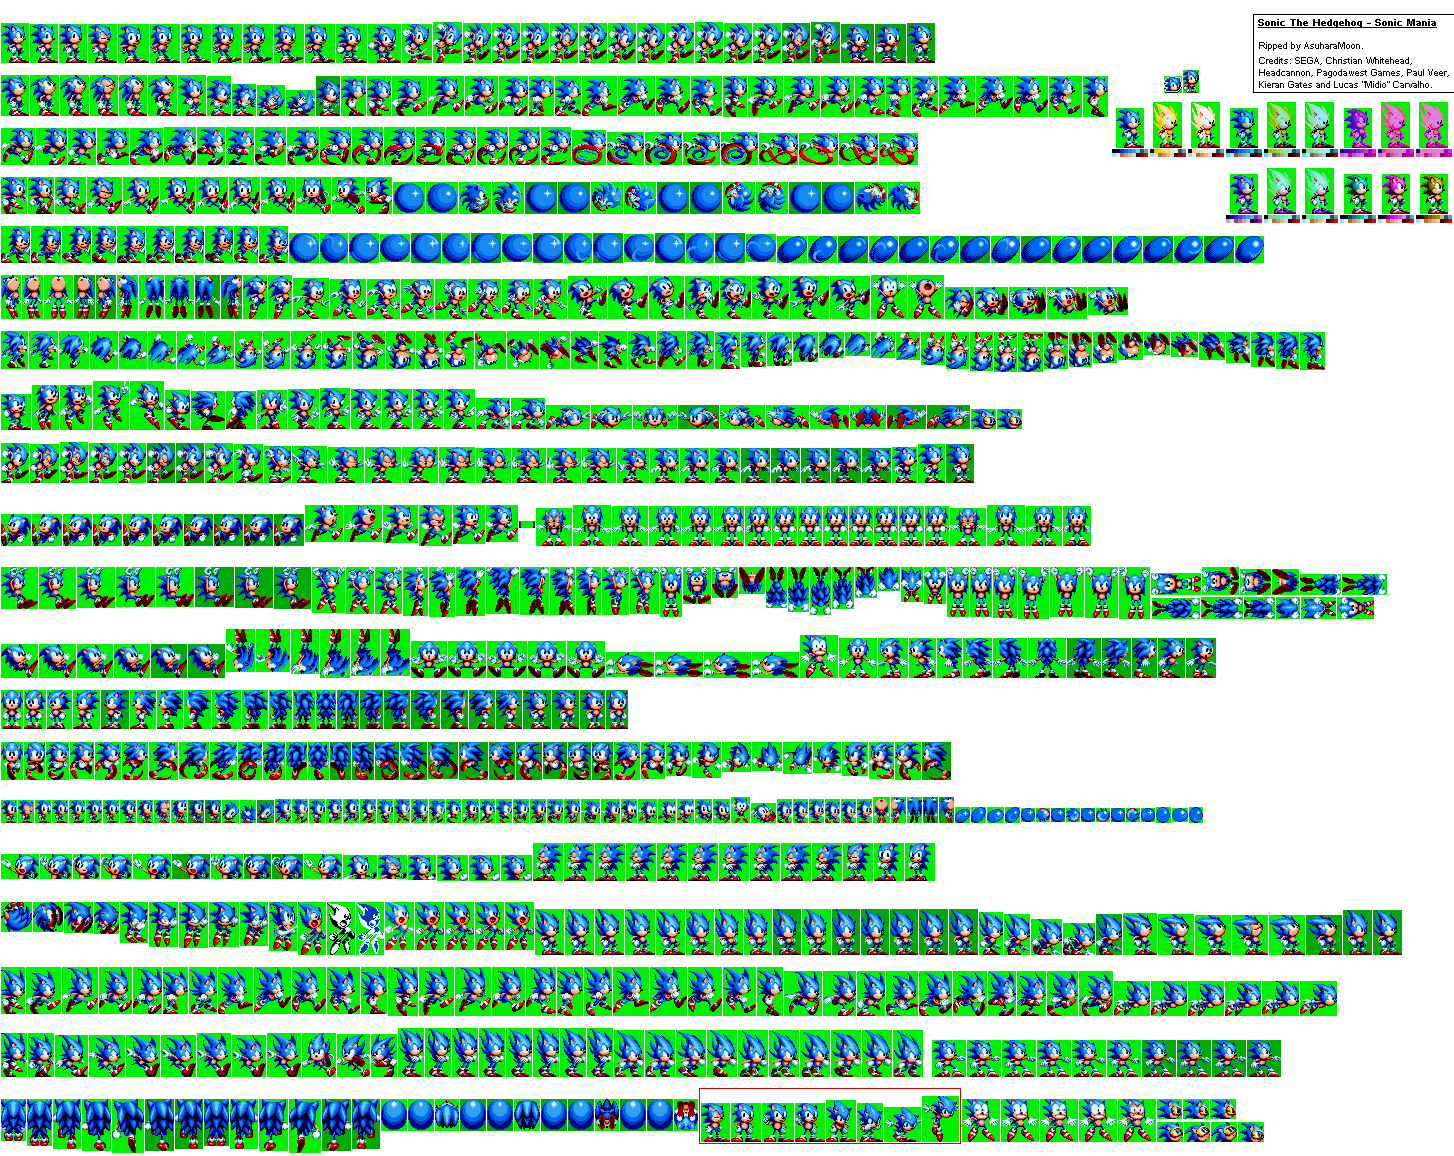 Sonic The Hedgehog - Sonic Mania
Ripped by AsuharaMoon.
Credits: SEGA, Christian Whitehead,
Headcannon, Pagodawest Games, Paul Veer,
Kieran Gates and Lucas "Midio" Carvalho.